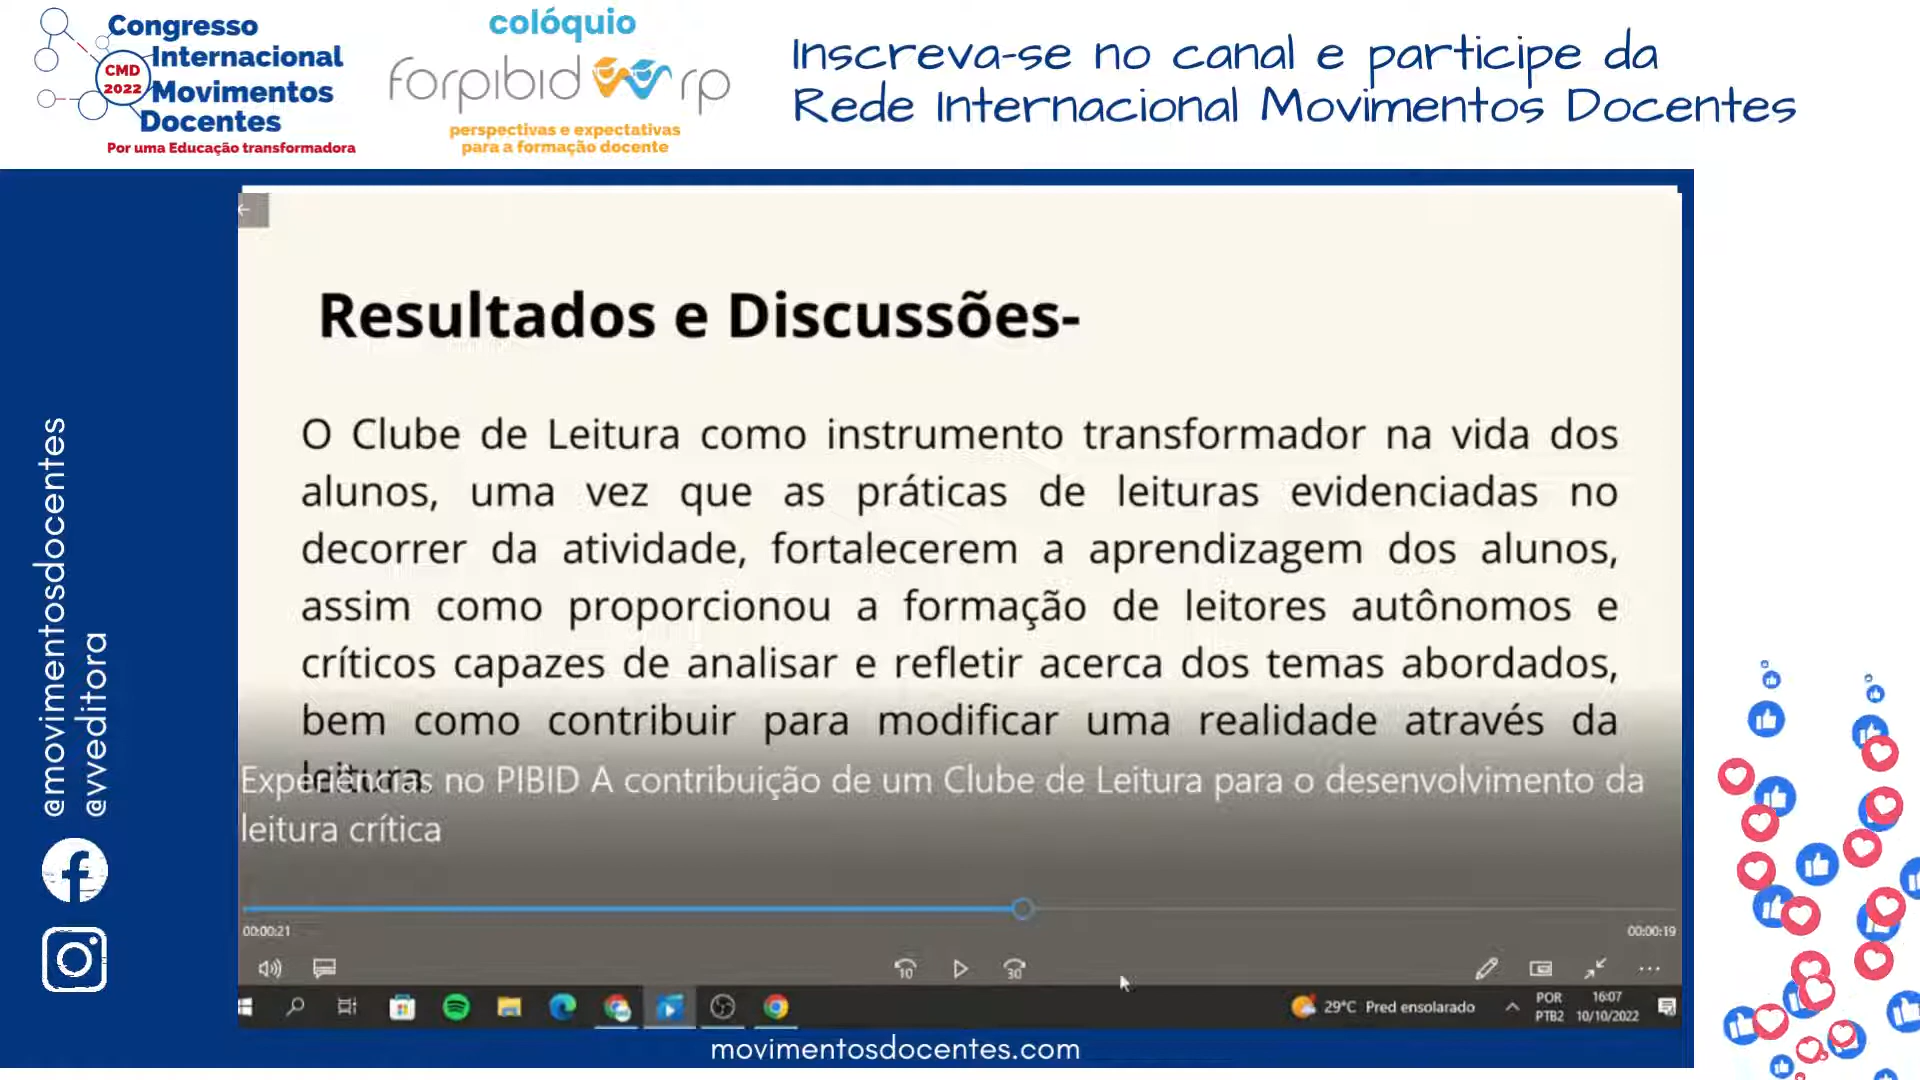 Congresso
Internacional
CMD
2022
Movimentos
Docentes
Por uma Educação transformadora
colóquio
forpibid rp
perspectivas e expectativas
para a formação docente
Inscreva-se no canal e participe da
Rede Internacional Movimentos Docentes
@movimentosdocentes
@vveditora
Resultados e Discussões-
O Clube de Leitura como instrumento transformador na vida dos
alunos, uma vez que as práticas de leituras evidenciadas no
decorrer da atividade, fortalecerem a aprendizagem dos alunos,
assim como proporcionou a formação de leitores autônomos e
críticos capazes de analisar e refletir acerca dos temas abordados,
bem como contribuir para modificar uma realidade através da
leitura
Experiências no PIBID A contribuição de um Clube de Leitura para o desenvolvimento da
leitura crítica
00:00:21
00:00:19
10
30
29°C Pred ensolarado
POR
PTB2
16:07
10/10/2022
movimentosdocentes.com